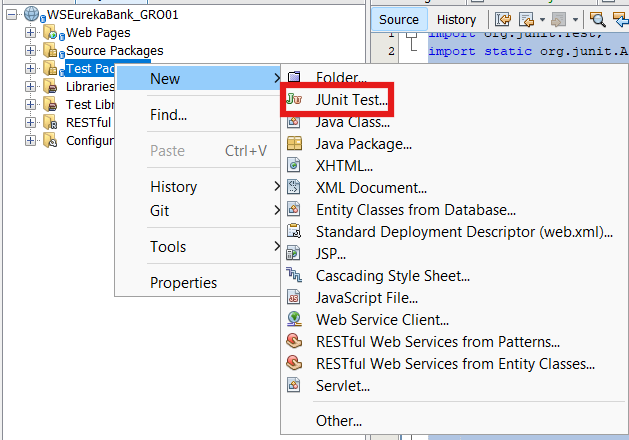 WSEurekaBank_GRO01
Web Pages
Source Packages
Test Pac
Libraries
Test Libr
RESTful
Configur
Source
History
1
import org.junit.Test;
2
import static org.junit.A
New
Find...
Paste Ctrl+V
History
Git
Tools
Properties
Folder...
JUnit Test...
Java Class...
Java Package...
XHTML...
XML Document...
Entity Classes from Database...
Standard Deployment Descriptor (web.xml)...
JSP...
Cascading Style Sheet...
JavaScript File...
Web Service Client...
RESTful Web Services from Patterns...
RESTful Web Services from Entity Classes...
Servlet...
Other...